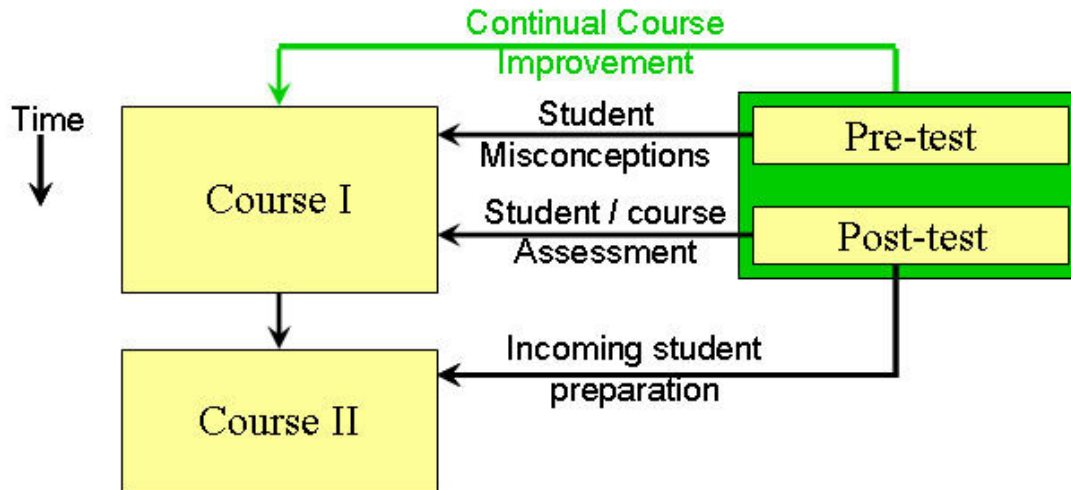 Continual Course
Improvement
Time
Student
Misconceptions
Pre-test
Course I
Student / course
Assessment
Post-test
Incoming student
preparation
Course II